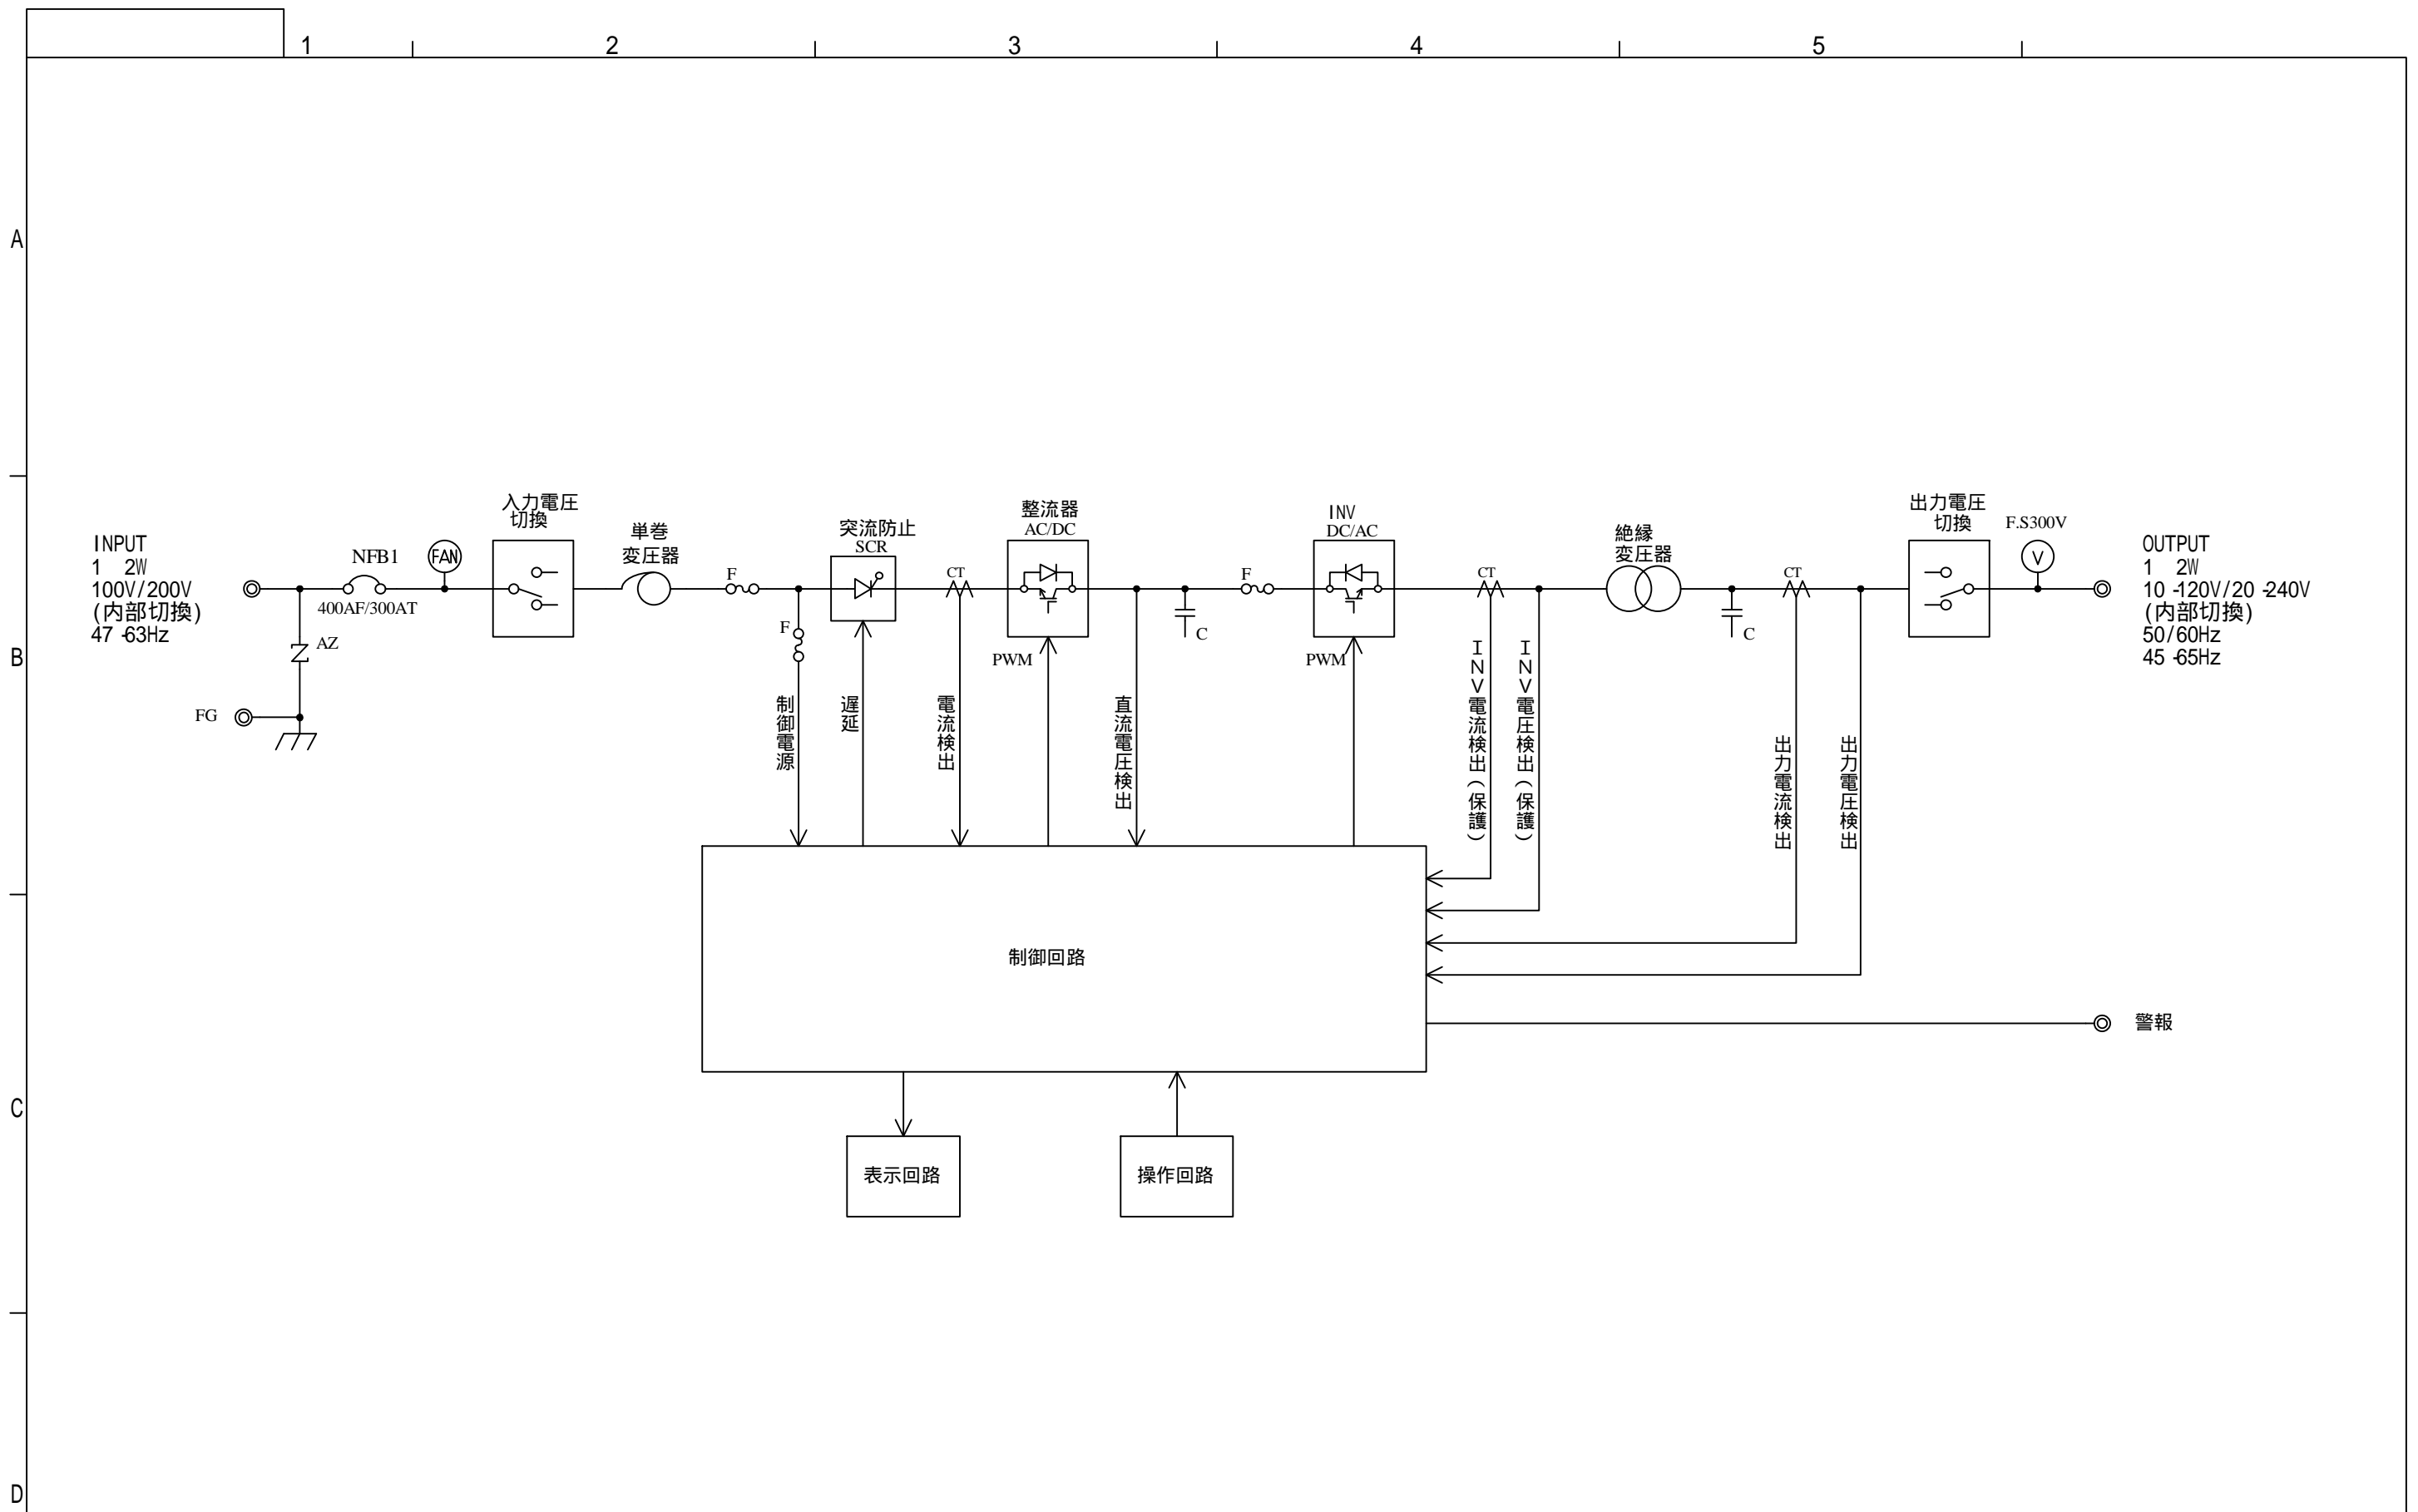 1
2
3
4
5
A
B
C
D
INPUT
1 2W
100V/200V
(内部切換)
47 -63Hz
FG
AZ
NFB1
400AF/300AT
FAN
入力電圧
切換
単巻
変圧器
F
F
制御電源
突流防止
SCR
遅延
CT
電流検出
整流器
AC/DC
PWM
直流電圧検出
C
F
INV
DC/AC
PWM
CT
INV電流検出(保護)
INV電圧検出(保護)
絶縁
変圧器
C
CT
出力電流検出
出力電圧検出
出力電圧
切換
F.S300V
V
OUTPUT
1 2W
10 -120V/20 -240V
(内部切換)
50/60Hz
45 -65Hz
制御回路
警報
表示回路
操作回路